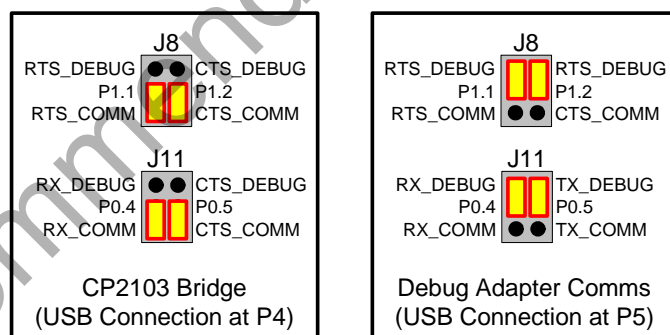 J8
RTS_DEBUG CTS_DEBUG
P1.1 P1.2
RTS_COMM CTS_COMM
J11
RX_DEBUG CTS_DEBUG
P0.4 P0.5
RX_COMM CTS_COMM
CP2103 Bridge
(USB Connection at P4)
J8
RTS_DEBUG RTS_DEBUG
P1.1 P1.2
RTS_COMM CTS_COMM
J11
RX_DEBUG TX_DEBUG
P0.4 P0.5
RX_COMM TX_COMM
Debug Adapter Comms
(USB Connection at P5)